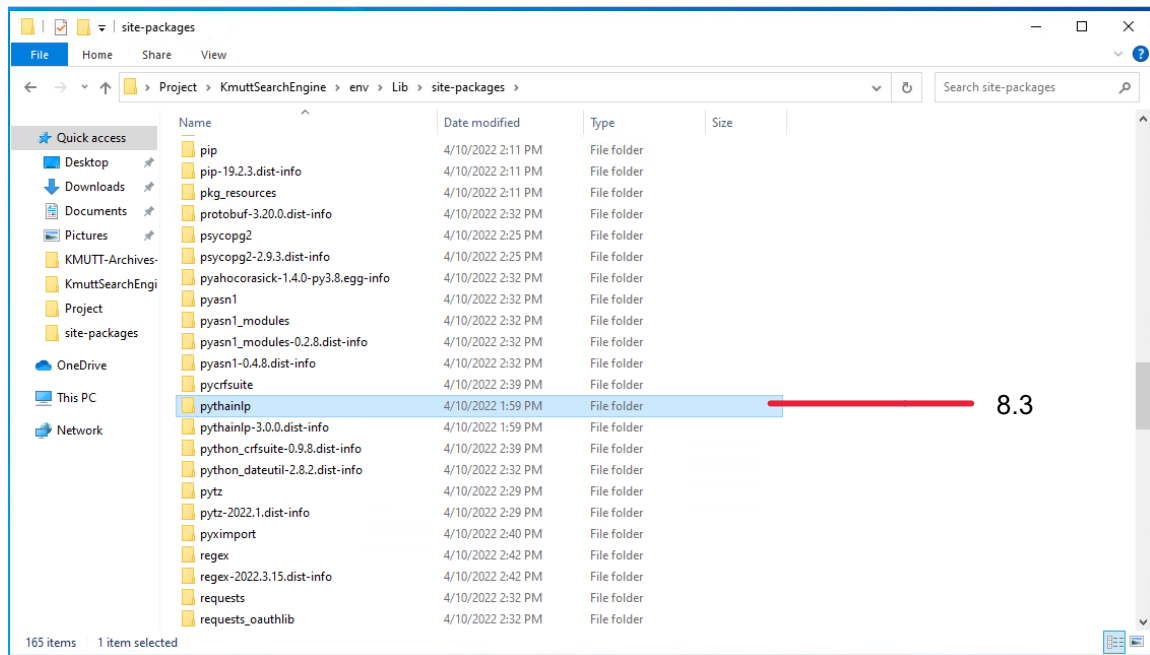 site-packages
File Home Share View
Project > KmuttSearchEngine > env > Lib > site-packages >
Search site-packages
Name Date modified Type Size
Quick access
Desktop
Downloads
Documents
Pictures
KMUTT-Archives-
KmuttSearchEngi
Project
site-packages
OneDrive
This PC
Network
pip 4/10/2022 2:11 PM File folder
pip-19.2.3.dist-info 4/10/2022 2:11 PM File folder
pkg_resources 4/10/2022 2:11 PM File folder
protobuf-3.20.0.dist-info 4/10/2022 2:32 PM File folder
psycopg2 4/10/2022 2:25 PM File folder
psycopg2-2.9.3.dist-info 4/10/2022 2:25 PM File folder
pyahocorasick-1.4.0-py3.8.egg-info 4/10/2022 2:32 PM File folder
pyasn1 4/10/2022 2:32 PM File folder
pyasn1_modules 4/10/2022 2:32 PM File folder
pyasn1_modules-0.2.8.dist-info 4/10/2022 2:32 PM File folder
pyasn1-0.4.8.dist-info 4/10/2022 2:32 PM File folder
pycrfsuite 4/10/2022 2:39 PM File folder
pythainlp 4/10/2022 1:59 PM File folder
8.3
pythainlp-3.0.0.dist-info 4/10/2022 1:59 PM File folder
python_crfsuite-0.9.8.dist-info 4/10/2022 2:39 PM File folder
python_dateutil-2.8.2.dist-info 4/10/2022 2:32 PM File folder
pytz 4/10/2022 2:29 PM File folder
pytz-2022.1.dist-info 4/10/2022 2:29 PM File folder
pyximport 4/10/2022 2:40 PM File folder
regex 4/10/2022 2:42 PM File folder
regex-2022.3.15.dist-info 4/10/2022 2:42 PM File folder
requests 4/10/2022 2:32 PM File folder
requests_oauthlib 4/10/2022 2:32 PM File folder
165 items 1 item selected